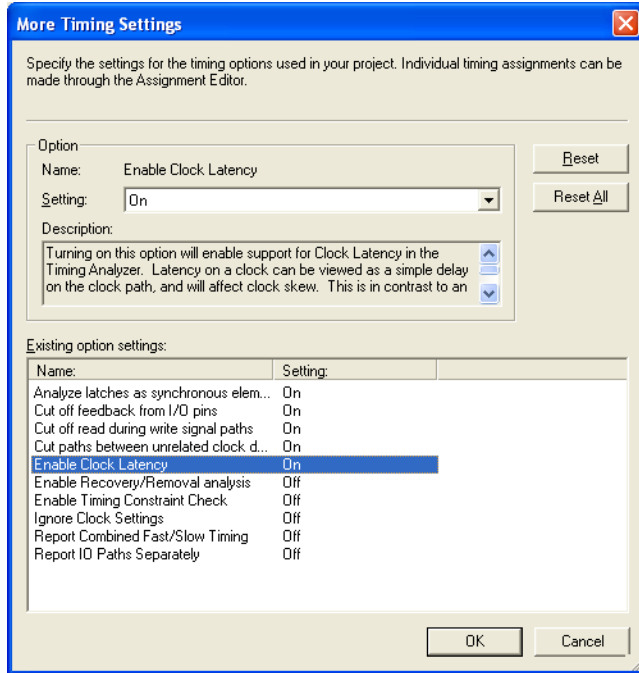 More Timing Settings
Specify the settings for the timing options used in your project. Individual timing assignments can be
made through the Assignment Editor.
Option
Name: Enable Clock Latency
Setting: On
Description:
Turning on this option will enable support for Clock Latency in the
Timing Analyzer. Latency on a clock can be viewed as a simple delay
on the clock path, and will affect clock skew. This is in contrast to an
Reset
Reset All
Existing option settings:
Name: Setting:
Analyze latches as synchronous elem... On
Cut off feedback from I/O pins On
Cut off read during write signal paths On
Cut paths between unrelated clock d... On
Enable Clock Latency On
Enable Recovery/Removal analysis Off
Enable Timing Constraint Check Off
Ignore Clock Settings Off
Report Combined Fast/Slow Timing Off
Report IO Paths Separately Off
OK Cancel